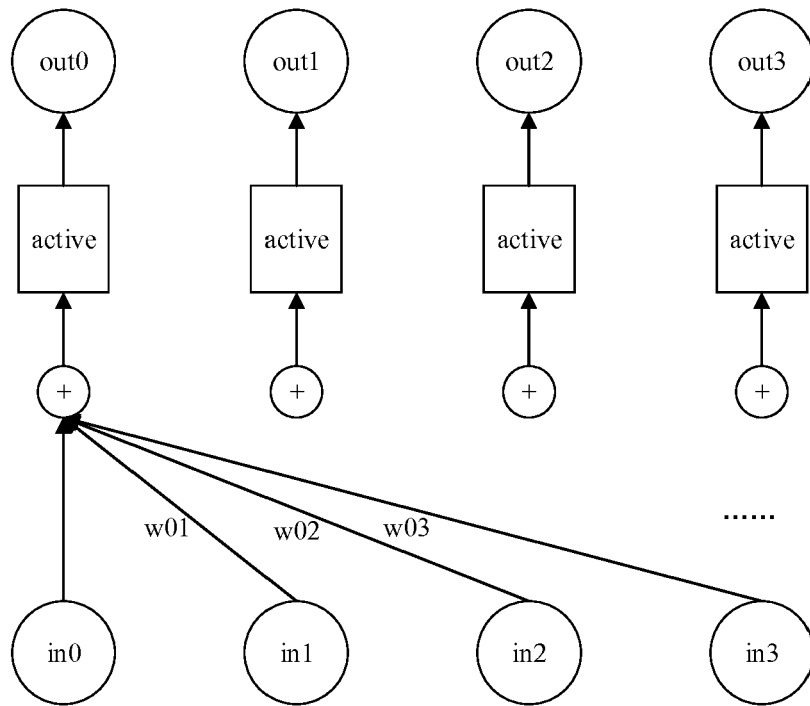 out0 out1 out2 out3
active active active active
+ + + +
......
w01 w02 w03
in0 in1 in2 in3